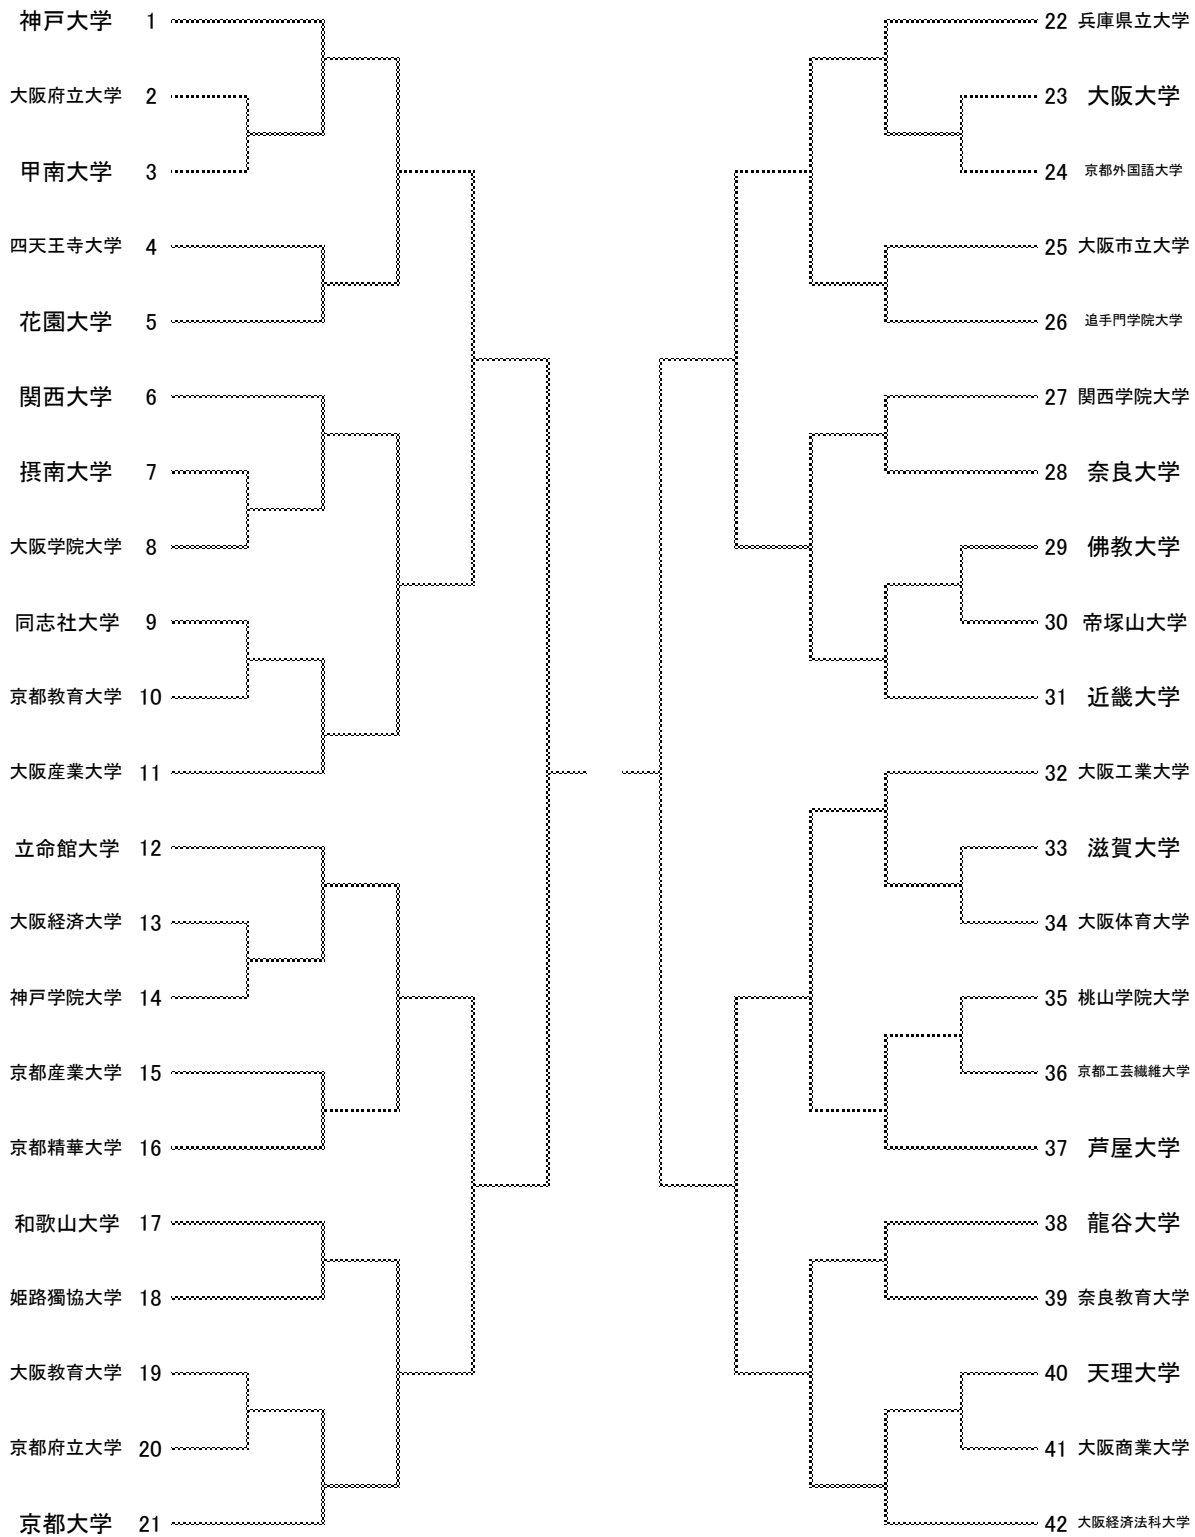 神戸大学 1
大阪府立大学 2
甲南大学 3
四天王寺大学 4
花園大学 5
関西大学 6
摂南大学 7
大阪学院大学 8
同志社大学 9
京都教育大学 10
大阪産業大学 11
立命館大学 12
大阪経済大学 13
神戸学院大学 14
京都産業大学 15
京都精華大学 16
和歌山大学 17
姫路獨協大学 18
大阪教育大学 19
京都府立大学 20
京都大学 21
22 兵庫県立大学
23 大阪大学
24 京都外国語大学
25 大阪市立大学
26 追手門学院大学
27 関西学院大学
28 奈良大学
29 佛教大学
30 帝塚山大学
31 近畿大学
32 大阪工業大学
33 滋賀大学
34 大阪体育大学
35 桃山学院大学
36 京都工芸繊維大学
37 芦屋大学
38 龍谷大学
39 奈良教育大学
40 天理大学
41 大阪商業大学
42 大阪経済法科大学